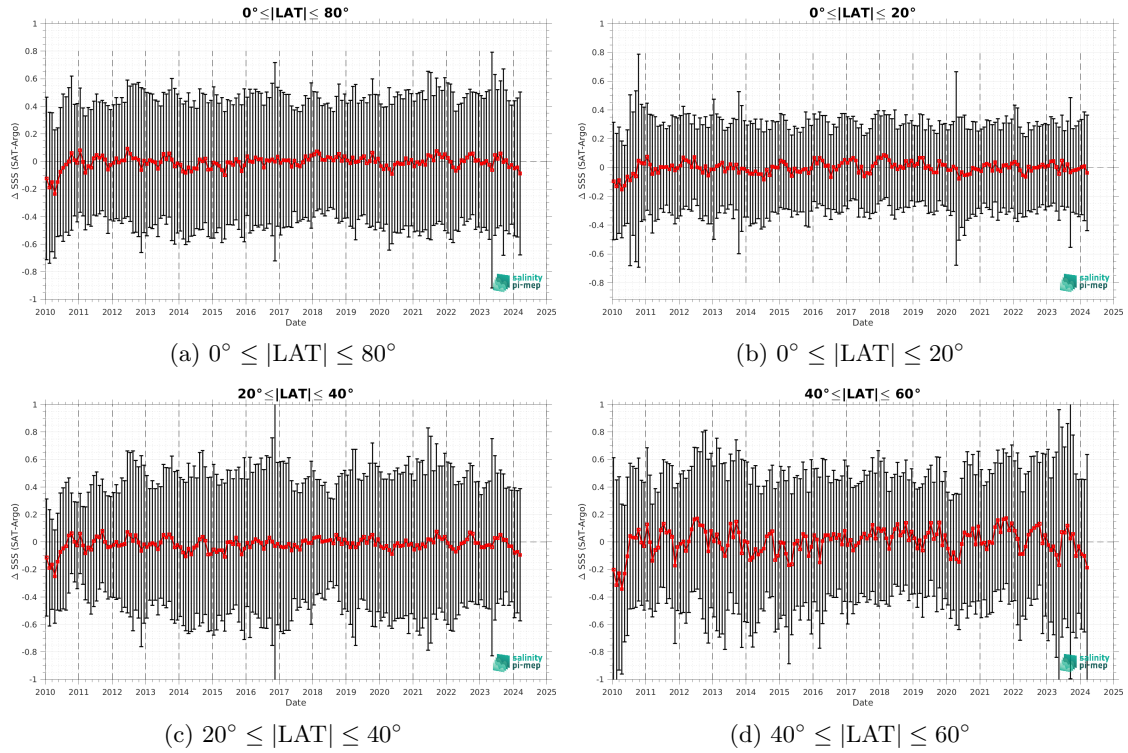 0°≤|LAT|≤ 80°
1
0.8
0.6
0.4
0.2
0
-0.2
-0.4
-0.6
-0.8
-1
Δ SSS (SAT-Argo)
2010 2011 2012 2013 2014 2015 2016 2017 2018 2019 2020 2021 2022 2023 2024 2025
Date
salinity
pi-mep
(a) 0° ≤ |LAT| ≤ 80°
0°≤|LAT|≤ 20°
1
0.8
0.6
0.4
0.2
0
-0.2
-0.4
-0.6
-0.8
Δ SSS (SAT-Argo)
2010 2011 2012 2013 2014 2015 2016 2017 2018 2019 2020 2021 2022 2023 2024 2025
Date
salinity
pi-mep
(b) 0° ≤ |LAT| ≤ 20°
20°≤|LAT|≤ 40°
1
0.8
0.6
0.4
0.2
0
-0.2
-0.4
-0.6
-0.8
-1
Δ SSS (SAT-Argo)
2010 2011 2012 2013 2014 2015 2016 2017 2018 2019 2020 2021 2022 2023 2024 2025
Date
salinity
pi-mep
(c) 20° ≤ |LAT| ≤ 40°
40°≤|LAT|≤ 60°
1
0.8
0.6
0.4
0.2
0
-0.2
-0.4
-0.6
-0.8
-1
Δ SSS (SAT-Argo)
2010 2011 2012 2013 2014 2015 2016 2017 2018 2019 2020 2021 2022 2023 2024 2025
Date
salinity
pi-mep
(d) 40° ≤ |LAT| ≤ 60°